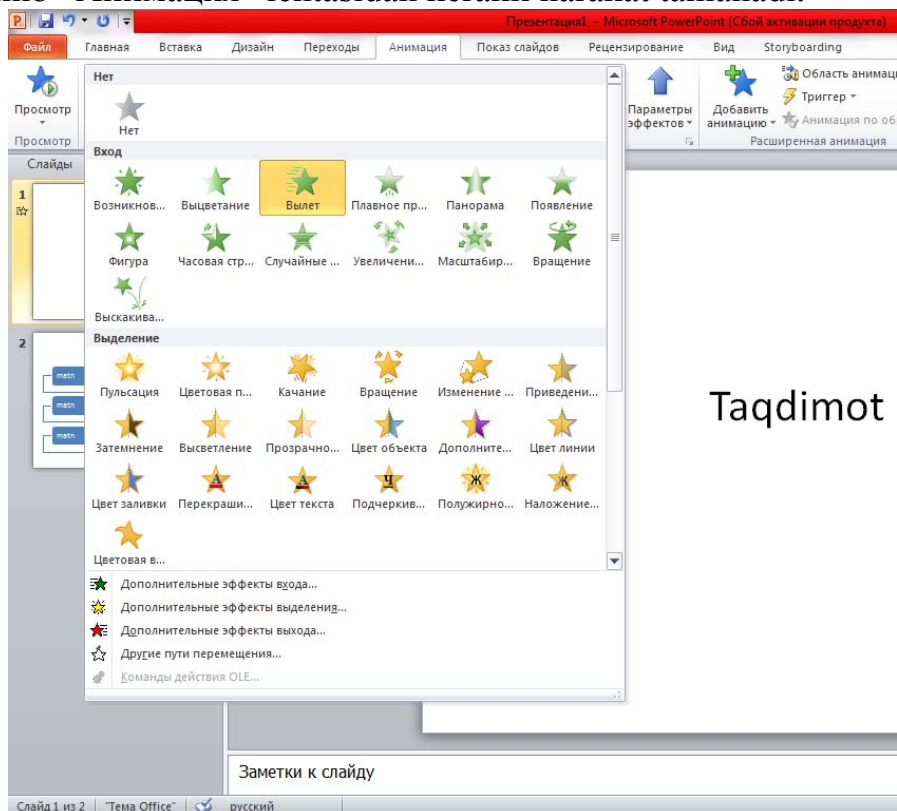 Презентация1 - Microsoft PowerPoint (Сбой активации продукта)
Файл Главная Вставка Дизайн Переходы Анимация Показ слайдов Рецензирование Вид Storyboarding
Просмотр
Просмотр
Параметры эффектов
Добавить анимацию
Область анимац
Триггер
Анимация по об
Расширенная анимация
Слайды
Нет
Нет
Вход
Возникнов... Выцветание Вылет Плавное пр... Панорама Появление
Фигура Часовая стр... Случайные ... Увеличени... Масштабир... Вращение
Выскакива...
Выделение
Пульсация Цветовая п... Качание Вращение Изменение ... Приведени...
Затемнение Высветление Прозрачно... Цвет объекта Дополните... Цвет линии
Цвет заливки Перекраши... Цвет текста Подчеркив... Полужирно... Наложение...
Цветовая в...
Дополнительные эффекты входа...
Дополнительные эффекты выделения...
Дополнительные эффекты выхода...
Другие пути перемещения...
Команды действия OLE...
1
2
matn
matn
matn
Taqdimot
Заметки к слайду
Слайд 1 из 2 "Тема Office" русский